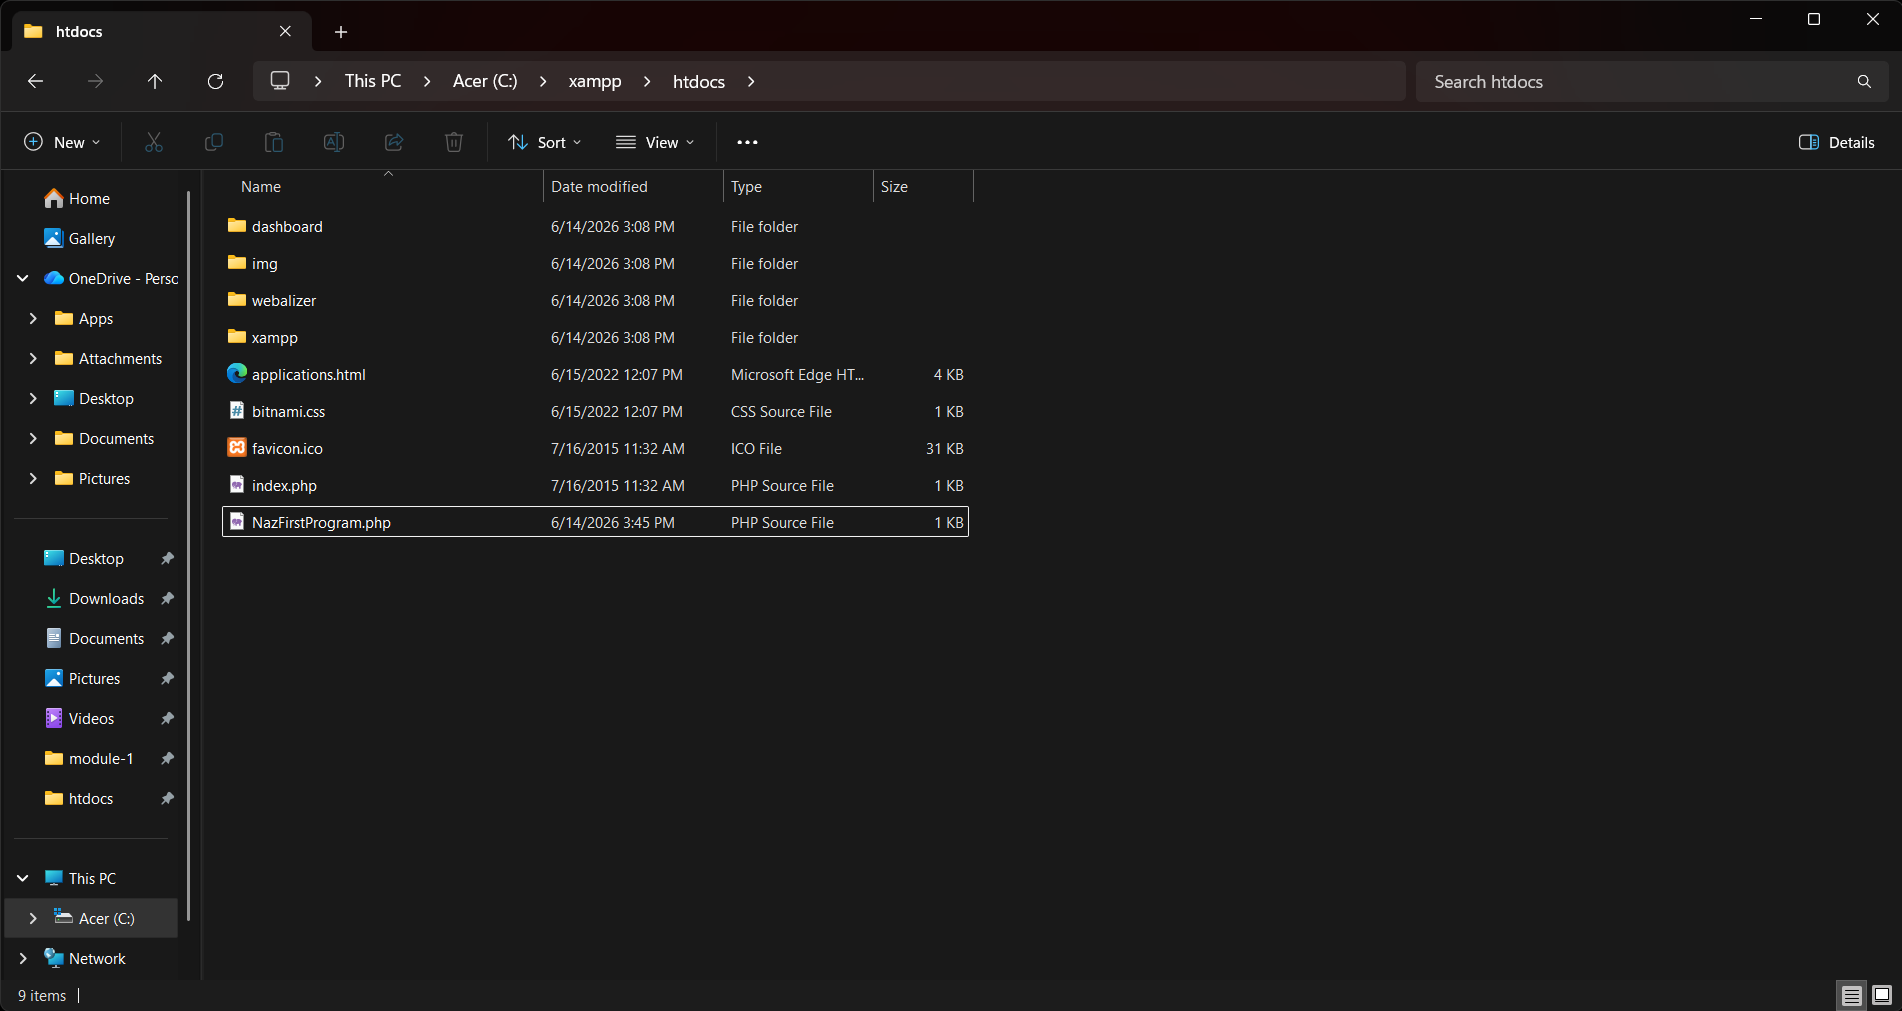 htdocs
This PC
Acer (C:)
xampp
htdocs
Search htdocs
New
Sort
View
Details
Name
Date modified
Type
Size
Home
Gallery
OneDrive - Perso
Apps
Attachments
Desktop
Documents
Pictures
Desktop
Downloads
Documents
Pictures
Videos
module-1
htdocs
This PC
Acer (C:)
Network
dashboard 6/14/2026 3:08 PM File folder
img 6/14/2026 3:08 PM File folder
webalizer 6/14/2026 3:08 PM File folder
xampp 6/14/2026 3:08 PM File folder
applications.html 6/15/2022 12:07 PM Microsoft Edge HT... 4 KB
bitnami.css 6/15/2022 12:07 PM CSS Source File 1 KB
favicon.ico 7/16/2015 11:32 AM ICO File 31 KB
index.php 7/16/2015 11:32 AM PHP Source File 1 KB
NazFirstProgram.php 6/14/2026 3:45 PM PHP Source File 1 KB
9 items